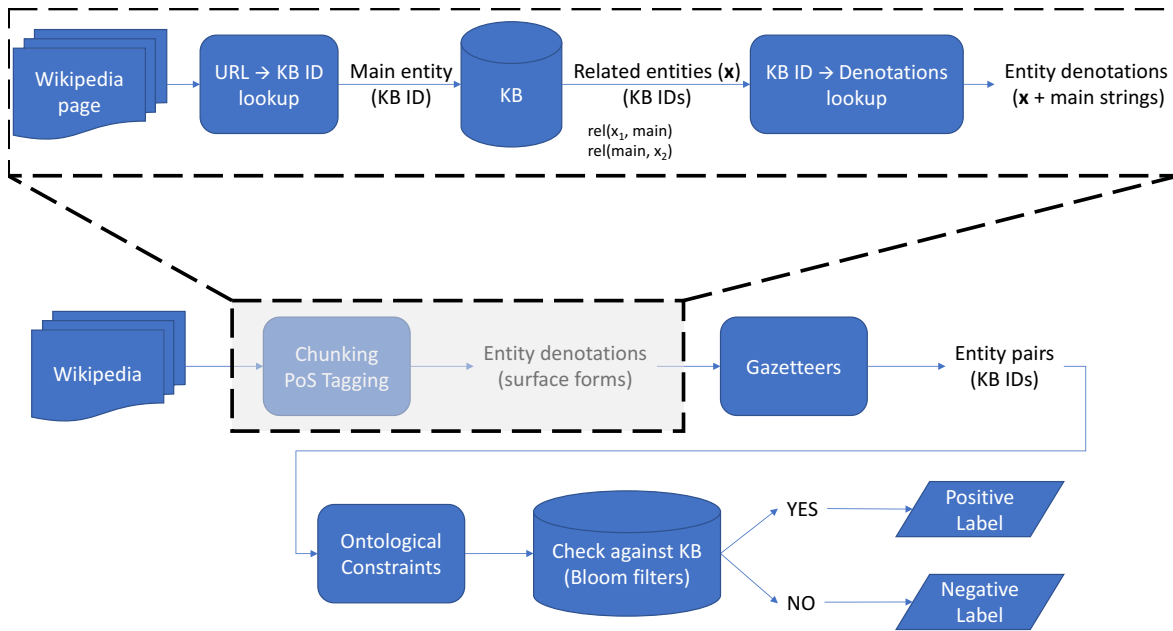 Wikipedia
page
URL → KB ID
lookup
Main entity
(KB ID)
KB
Related entities (x)
(KB IDs)
rel(x₁, main)
rel(main, x₂)
KB ID → Denotations
lookup
Entity denotations
(x + main strings)
Wikipedia
Chunking
PoS Tagging
Entity denotations
(surface forms)
Gazetteers
Entity pairs
(KB IDs)
Ontological
Constraints
Check against KB
(Bloom filters)
YES
Positive
Label
NO
Negative
Label